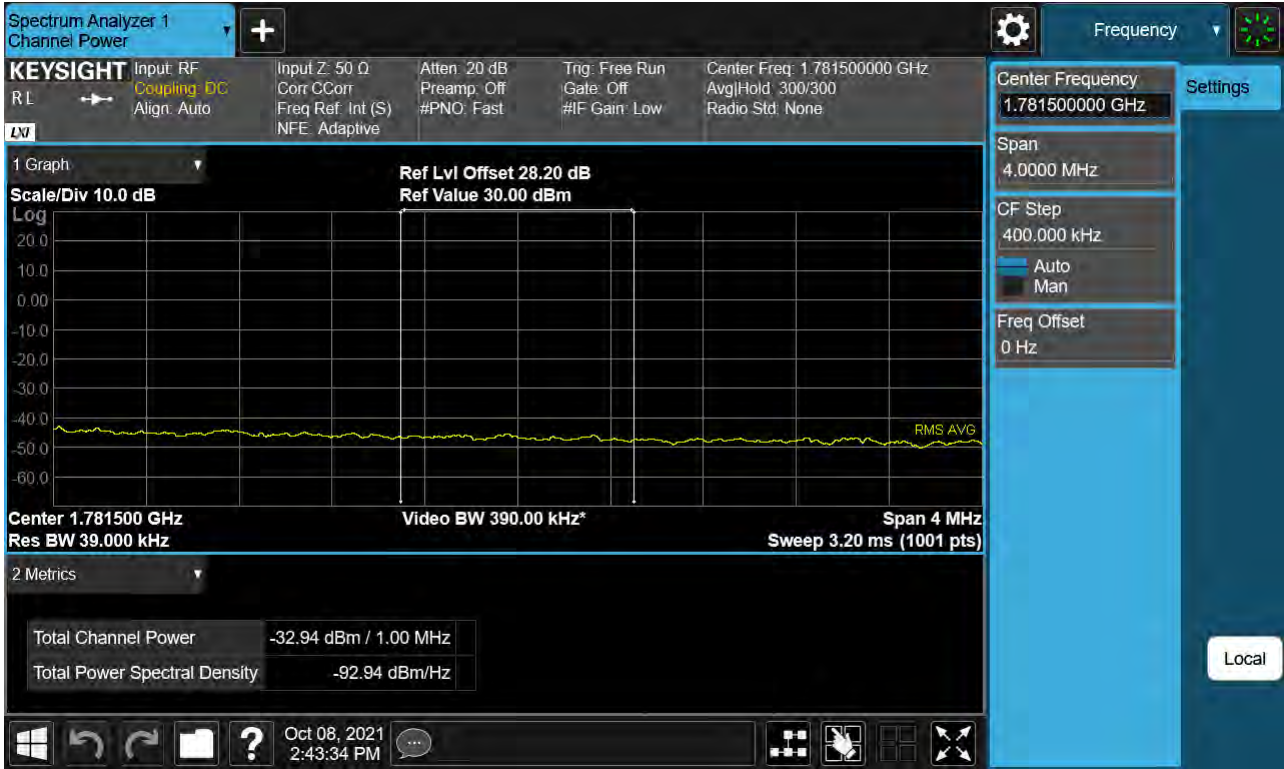 Spectrum Analyzer 1
Channel Power
+
Frequency
KEYSIGHT
RL
LXI
Input: RF
Coupling: DC
Align: Auto
Input Z: 50 Ω
Corr CCorr
Freq Ref: Int (S)
NFE: Adaptive
Atten: 20 dB
Preamp: Off
#PNO: Fast
Trig: Free Run
Gate: Off
#IF Gain: Low
Center Freq: 1.781500000 GHz
Avg|Hold: 300/300
Radio Std: None
1 Graph
Scale/Div 10.0 dB
Ref Lvl Offset 28.20 dB
Ref Value 30.00 dBm
Log
20.0
10.0
0.00
-10.0
-20.0
-30.0
-40.0
-50.0
-60.0
RMS AVG
Center 1.781500 GHz
Video BW 390.00 kHz*
Span 4 MHz
Res BW 39.000 kHz
Sweep 3.20 ms (1001 pts)
2 Metrics
Total Channel Power
-32.94 dBm / 1.00 MHz
Total Power Spectral Density
-92.94 dBm/Hz
?
Oct 08, 2021
2:43:34 PM
Center Frequency
1.781500000 GHz
Settings
Span
4.0000 MHz
CF Step
400.000 kHz
Auto
Man
Freq Offset
0 Hz
Local